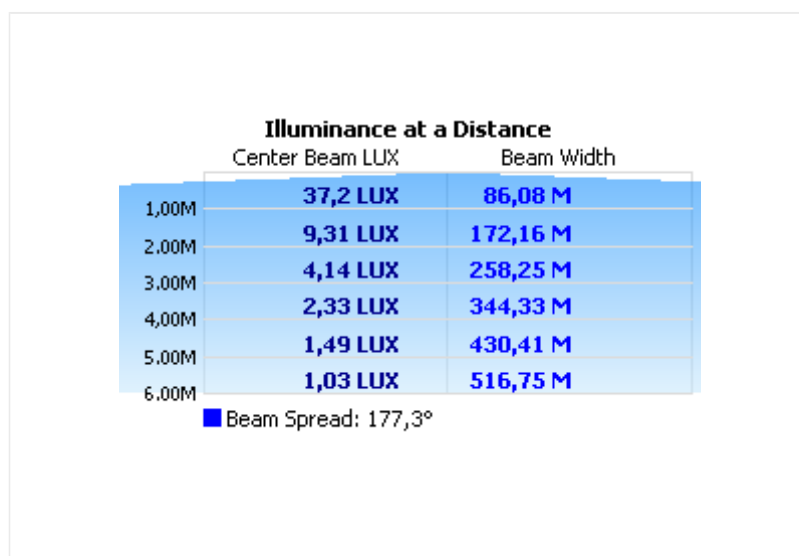 Illuminance at a Distance
Center Beam LUX Beam Width
1,00M 37,2 LUX 86,08 M
2.00M 9,31 LUX 172,16 M
3.00M 4,14 LUX 258,25 M
4,00M 2,33 LUX 344,33 M
5.00M 1,49 LUX 430,41 M
6.00M 1,03 LUX 516,75 M
Beam Spread: 177,3º